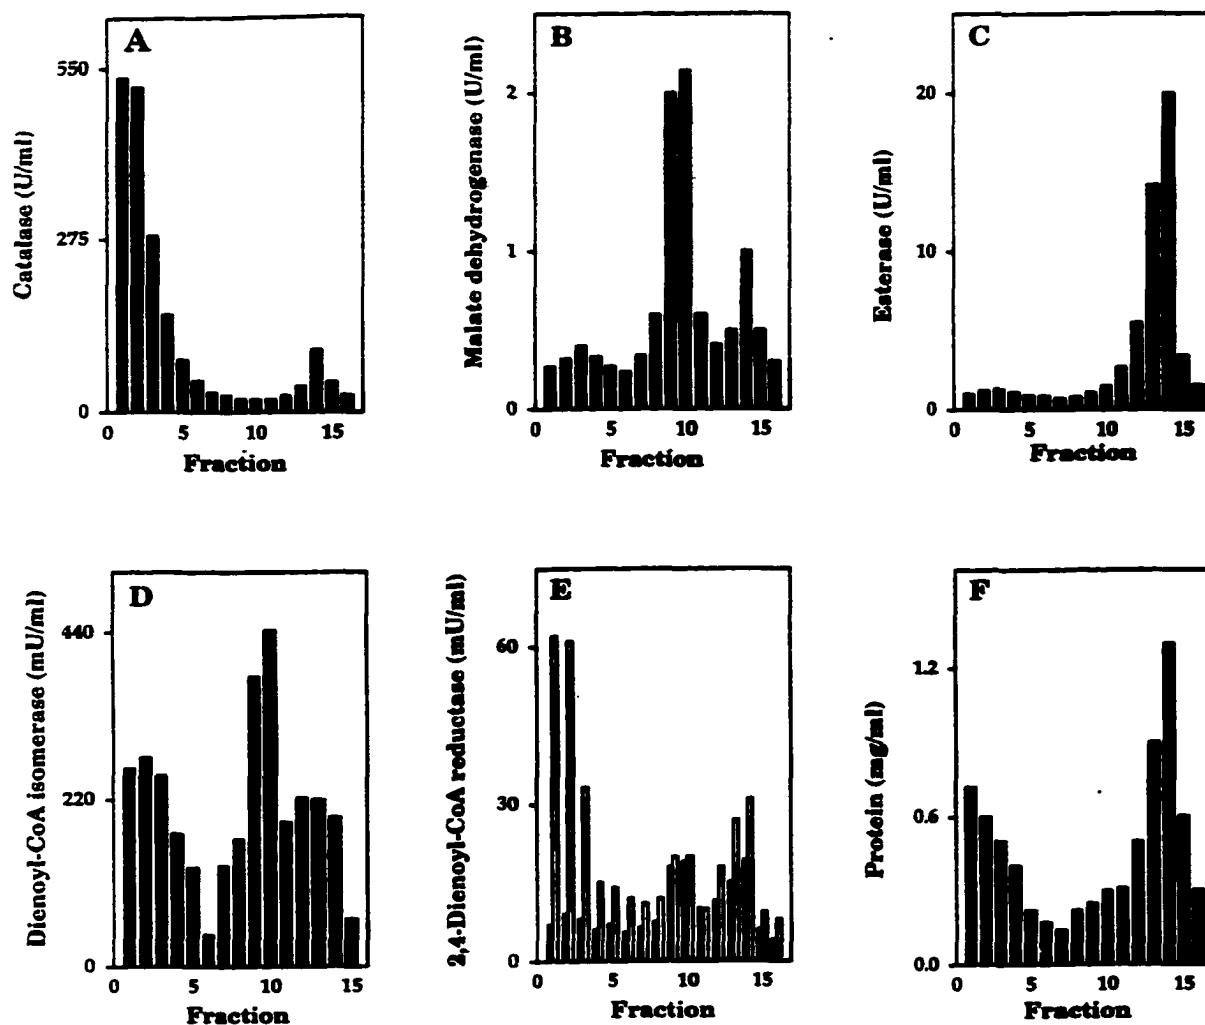 A
Catalase (U/ml)
550
275
0
0 5 10 15
Fraction
B
Malate dehydrogenase (U/ml)
2
1
0
0 5 10 15
Fraction
C
Esterase (U/ml)
20
10
0
0 5 10 15
Fraction
D
Dienoyl-CoA isomerase (mU/ml)
440
220
0
0 5 10 15
Fraction
E
2,4-Dienoyl-CoA reductase (mU/ml)
60
30
0
0 5 10 15
Fraction
F
Protein (mg/ml)
1.2
0.6
0.0
0 5 10 15
Fraction